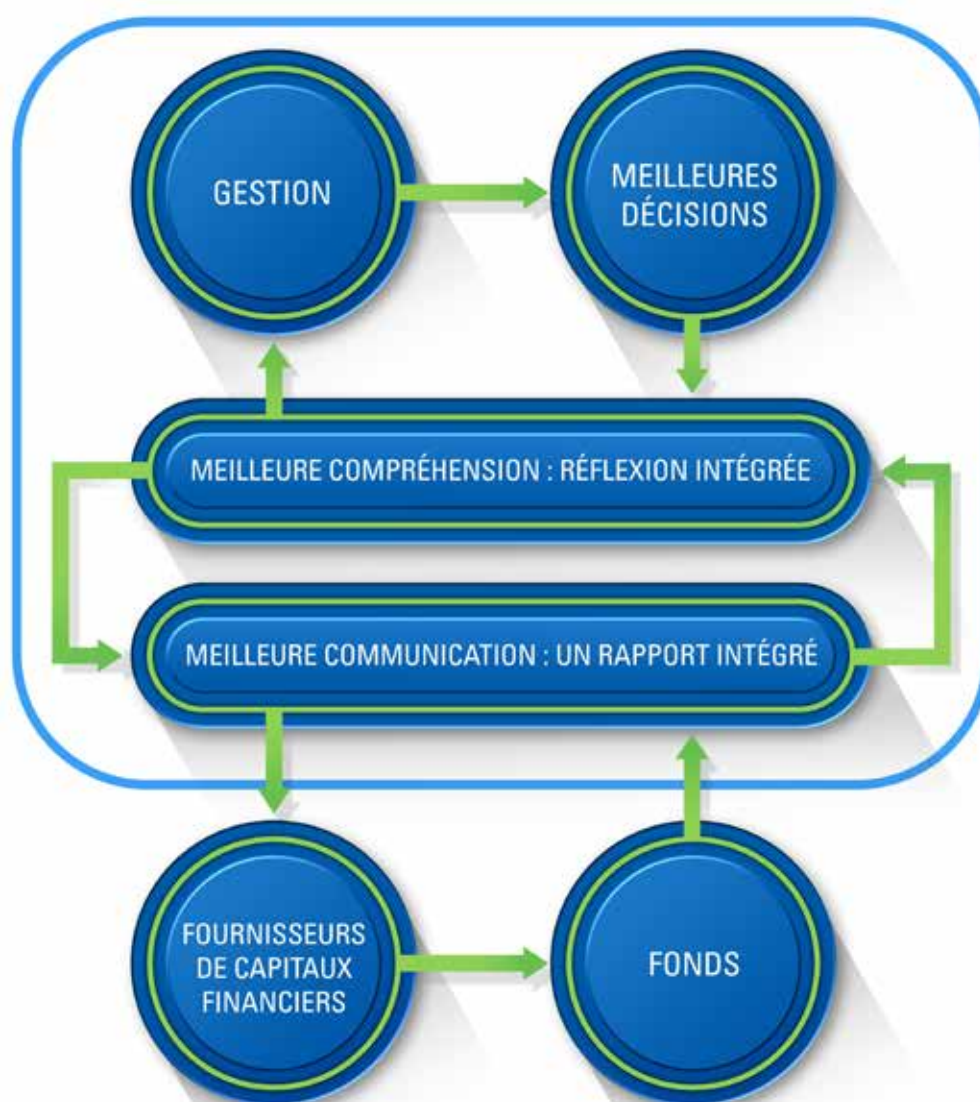 GESTION
MEILLEURES
DÉCISIONS
MEILLEURE COMPRÉHENSION : RÉFLEXION INTÉGRÉE
MEILLEURE COMMUNICATION : UN RAPPORT INTÉGRÉ
FOURNISSEURS
DE CAPITAUX
FINANCIERS
FONDS